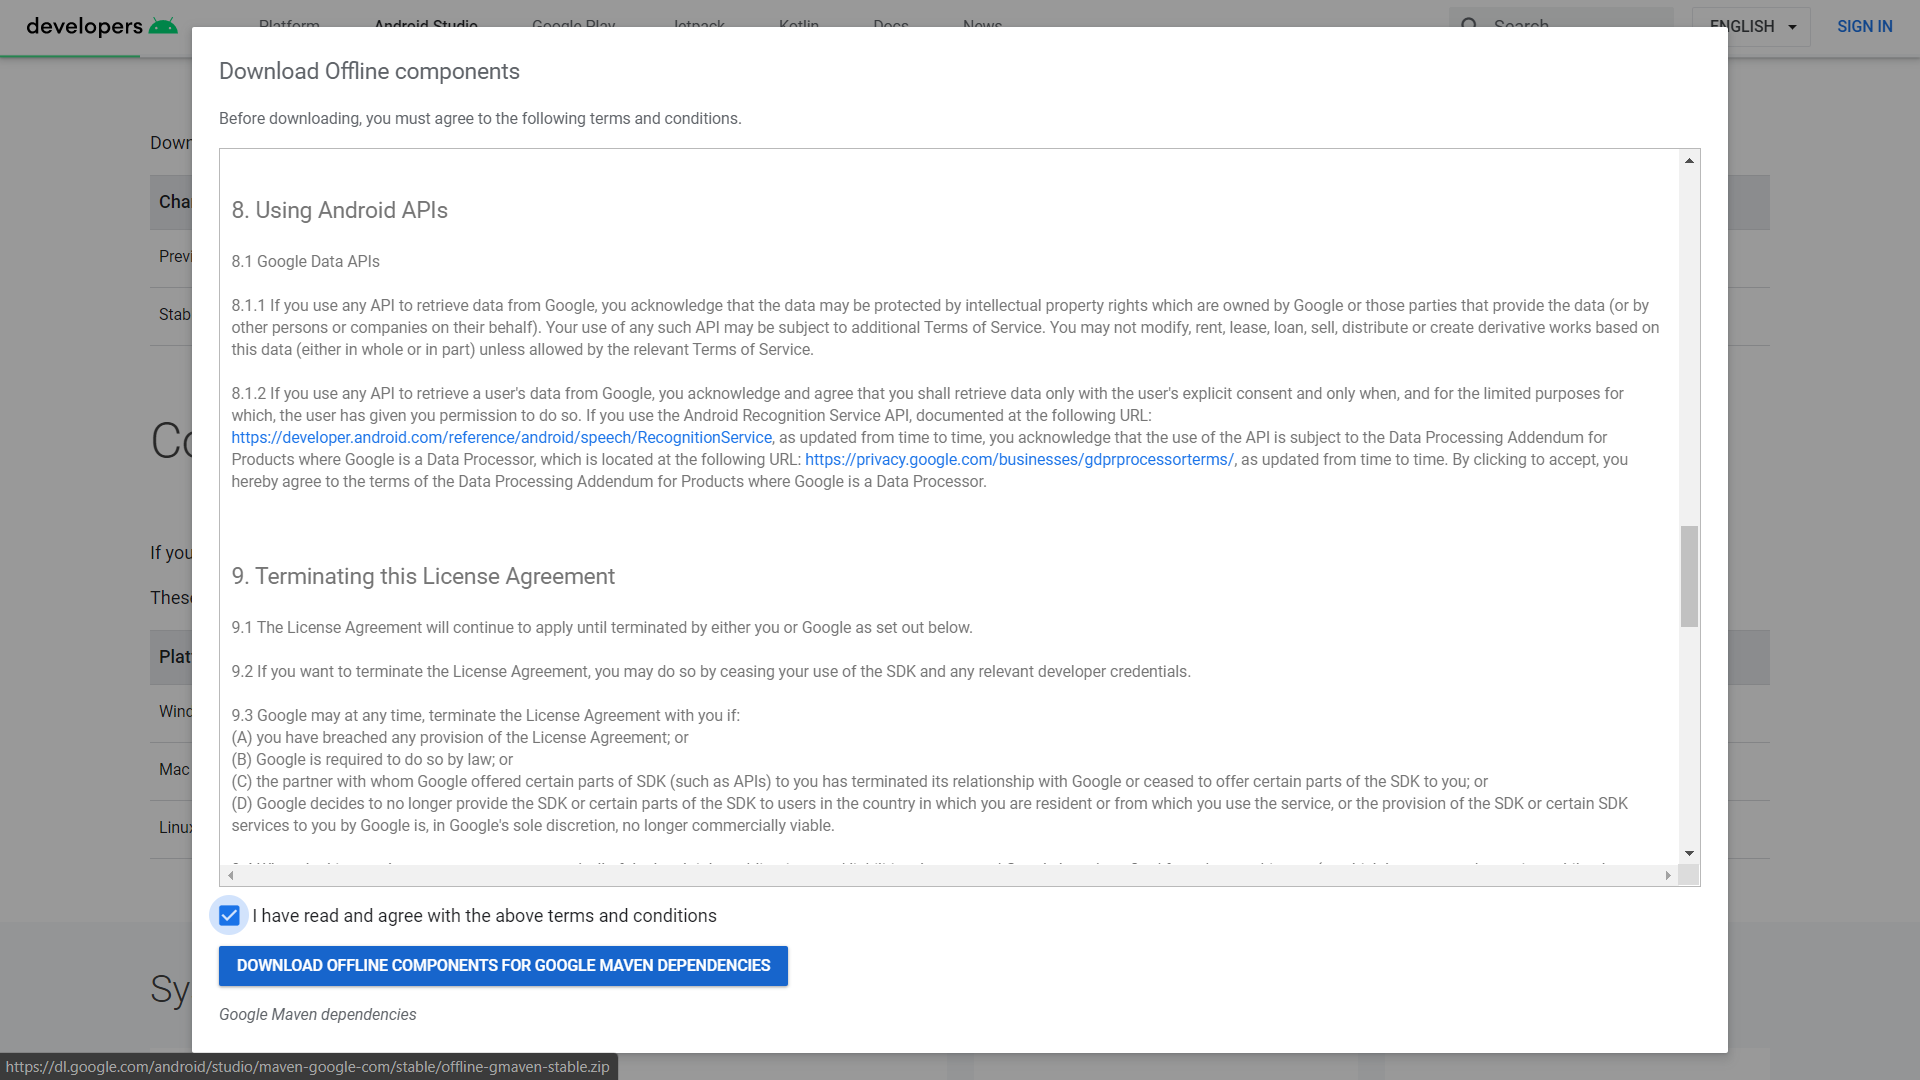 developers
Platform
Android Studio
Google Play
Jetpack
Kotlin
Docs
News
Search
ENGLISH
SIGN IN
Download Offline components
Before downloading, you must agree to the following terms and conditions.
Down
Cha
Previ
Stab
Co
If you
These
Plat
Wind
Mac
Linux
Sy
8. Using Android APIs
8.1 Google Data APIs
8.1.1 If you use any API to retrieve data from Google, you acknowledge that the data may be protected by intellectual property rights which are owned by Google or those parties that provide the data (or by
other persons or companies on their behalf). Your use of any such API may be subject to additional Terms of Service. You may not modify, rent, lease, loan, sell, distribute or create derivative works based on
this data (either in whole or in part) unless allowed by the relevant Terms of Service.
8.1.2 If you use any API to retrieve a user's data from Google, you acknowledge and agree that you shall retrieve data only with the user's explicit consent and only when, and for the limited purposes for
which, the user has given you permission to do so. If you use the Android Recognition Service API, documented at the following URL:
https://developer.android.com/reference/android/speech/RecognitionService, as updated from time to time, you acknowledge that the use of the API is subject to the Data Processing Addendum for
Products where Google is a Data Processor, which is located at the following URL: https://privacy.google.com/businesses/gdprprocessorterms/, as updated from time to time. By clicking to accept, you
hereby agree to the terms of the Data Processing Addendum for Products where Google is a Data Processor.
9. Terminating this License Agreement
9.1 The License Agreement will continue to apply until terminated by either you or Google as set out below.
9.2 If you want to terminate the License Agreement, you may do so by ceasing your use of the SDK and any relevant developer credentials.
9.3 Google may at any time, terminate the License Agreement with you if:
(A) you have breached any provision of the License Agreement; or
(B) Google is required to do so by law; or
(C) the partner with whom Google offered certain parts of SDK (such as APIs) to you has terminated its relationship with Google or ceased to offer certain parts of the SDK to you; or
(D) Google decides to no longer provide the SDK or certain parts of the SDK to users in the country in which you are resident or from which you use the service, or the provision of the SDK or certain SDK
services to you by Google is, in Google's sole discretion, no longer commercially viable.
I have read and agree with the above terms and conditions
DOWNLOAD OFFLINE COMPONENTS FOR GOOGLE MAVEN DEPENDENCIES
Google Maven dependencies
https://dl.google.com/android/studio/maven-google-com/stable/offline-gmaven-stable.zip